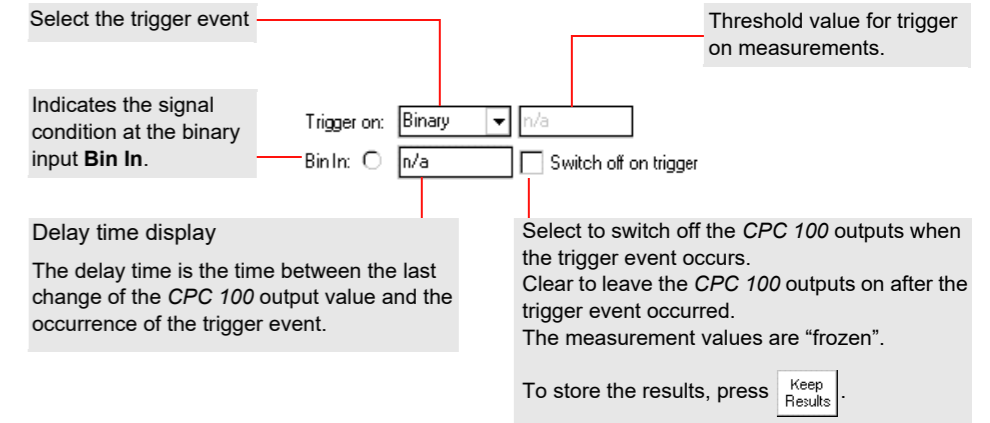 Select the trigger event
Threshold value for trigger
on measurements.
Indicates the signal
condition at the binary
input Bin In.
Trigger on: Binary n/a
Bin In: n/a Switch off on trigger
Delay time display
The delay time is the time between the last
change of the CPC 100 output value and the
occurrence of the trigger event.
Select to switch off the CPC 100 outputs when
the trigger event occurs.
Clear to leave the CPC 100 outputs on after the
trigger event occurred.
The measurement values are “frozen”.
To store the results, press Keep Results.